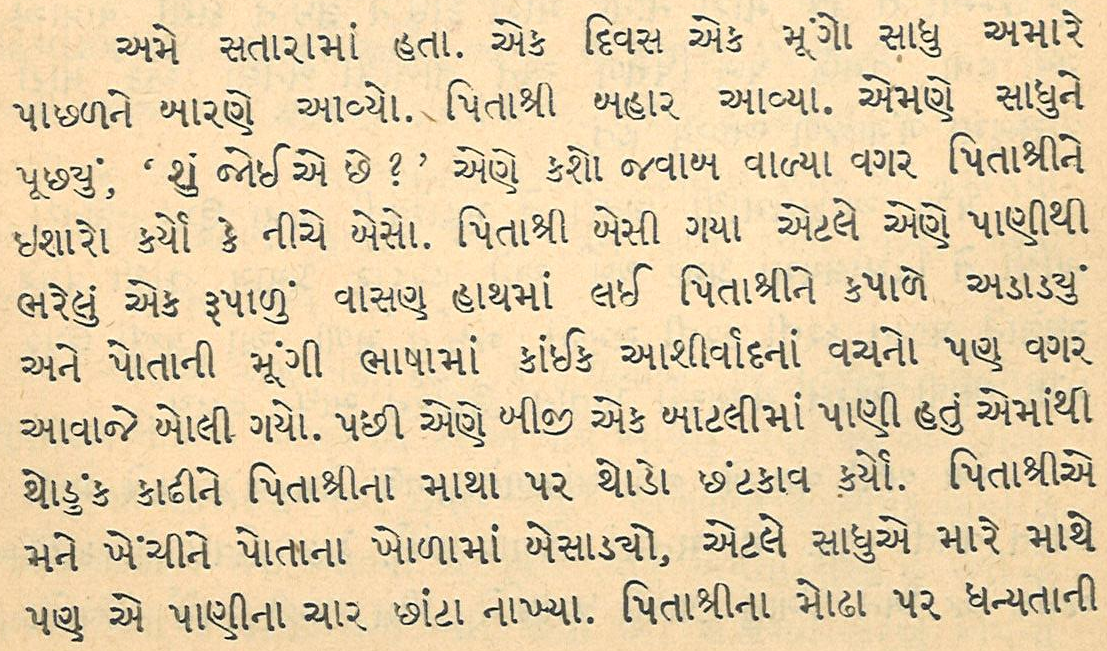 અમે સતારામાં હતા. એક દિવસ એક મૂંગો સાધુ અમારે
પાછળને બારણે આવ્યો. પિતાશ્રી બહાર આવ્યા. એમણે સાધુને
પૂછ્યું, ‘ શું જોઈએ છે ? ’ એણે કશો જવાબ વાળ્યા વગર પિતાશ્રીને
ઇશારો કર્યો કે નીચે બેસો. પિતાશ્રી બેસી ગયા એટલે એણે પાણીથી
ભરેલું એક રૂપાળું વાસણ હાથમાં લઈ પિતાશ્રીને કપાળે અડાડ્યું
અને પોતાની મૂંગી ભાષામાં કાંઈક આશીર્વાદનાં વચનો પણ વગર
આવાજે બોલી ગયો. પછી એણે બીજી એક બાટલીમાં પાણી હતું એમાંથી
થોડુંક કાઢીને પિતાશ્રીના માથા પર થોડો છંટકાવ કર્યો. પિતાશ્રીએ
મને ખેંચીને પોતાના ખોળામાં બેસાડ્યો, એટલે સાધુએ મારે માથે
પણ એ પાણીના ચાર છાંટા નાખ્યા. પિતાશ્રીના મોઢા પર ધન્યતાની